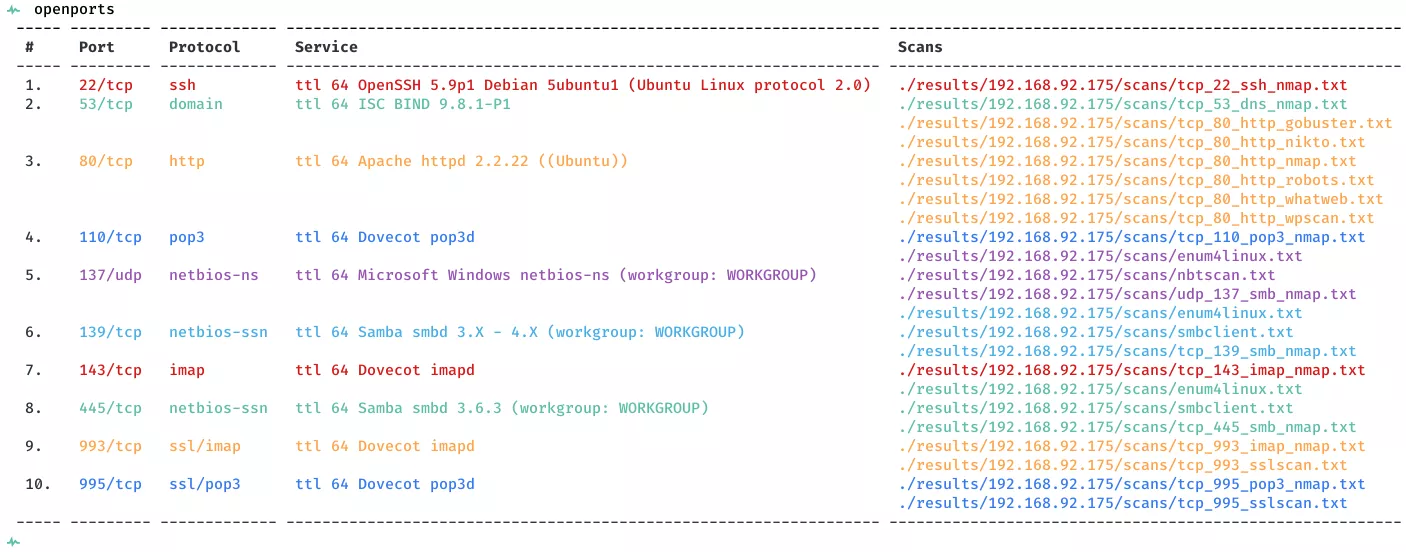 openports
----- --------- ------------- ------------------------------------------------------------------ ---------------------------------------------------------
# Port Protocol Service Scans
----- --------- ------------- ------------------------------------------------------------------ ---------------------------------------------------------
1. 22/tcp ssh ttl 64 OpenSSH 5.9p1 Debian 5ubuntu1 (Ubuntu Linux protocol 2.0) ./results/192.168.92.175/scans/tcp_22_ssh_nmap.txt
2. 53/tcp domain ttl 64 ISC BIND 9.8.1-P1 ./results/192.168.92.175/scans/tcp_53_dns_nmap.txt
./results/192.168.92.175/scans/tcp_80_http_gobuster.txt
./results/192.168.92.175/scans/tcp_80_http_nikto.txt
3. 80/tcp http ttl 64 Apache httpd 2.2.22 ((Ubuntu)) ./results/192.168.92.175/scans/tcp_80_http_nmap.txt
./results/192.168.92.175/scans/tcp_80_http_robots.txt
./results/192.168.92.175/scans/tcp_80_http_whatweb.txt
./results/192.168.92.175/scans/tcp_80_http_wpscan.txt
4. 110/tcp pop3 ttl 64 Dovecot pop3d ./results/192.168.92.175/scans/tcp_110_pop3_nmap.txt
./results/192.168.92.175/scans/enum4linux.txt
5. 137/udp netbios-ns ttl 64 Microsoft Windows netbios-ns (workgroup: WORKGROUP) ./results/192.168.92.175/scans/nbtscan.txt
./results/192.168.92.175/scans/udp_137_smb_nmap.txt
./results/192.168.92.175/scans/enum4linux.txt
6. 139/tcp netbios-ssn ttl 64 Samba smbd 3.X - 4.X (workgroup: WORKGROUP) ./results/192.168.92.175/scans/smbclient.txt
./results/192.168.92.175/scans/tcp_139_smb_nmap.txt
7. 143/tcp imap ttl 64 Dovecot imapd ./results/192.168.92.175/scans/tcp_143_imap_nmap.txt
./results/192.168.92.175/scans/enum4linux.txt
8. 445/tcp netbios-ssn ttl 64 Samba smbd 3.6.3 (workgroup: WORKGROUP) ./results/192.168.92.175/scans/smbclient.txt
./results/192.168.92.175/scans/tcp_445_smb_nmap.txt
9. 993/tcp ssl/imap ttl 64 Dovecot imapd ./results/192.168.92.175/scans/tcp_993_imap_nmap.txt
./results/192.168.92.175/scans/tcp_993_sslscan.txt
10. 995/tcp ssl/pop3 ttl 64 Dovecot pop3d ./results/192.168.92.175/scans/tcp_995_pop3_nmap.txt
./results/192.168.92.175/scans/tcp_995_sslscan.txt
----- --------- ------------- ------------------------------------------------------------------ ---------------------------------------------------------